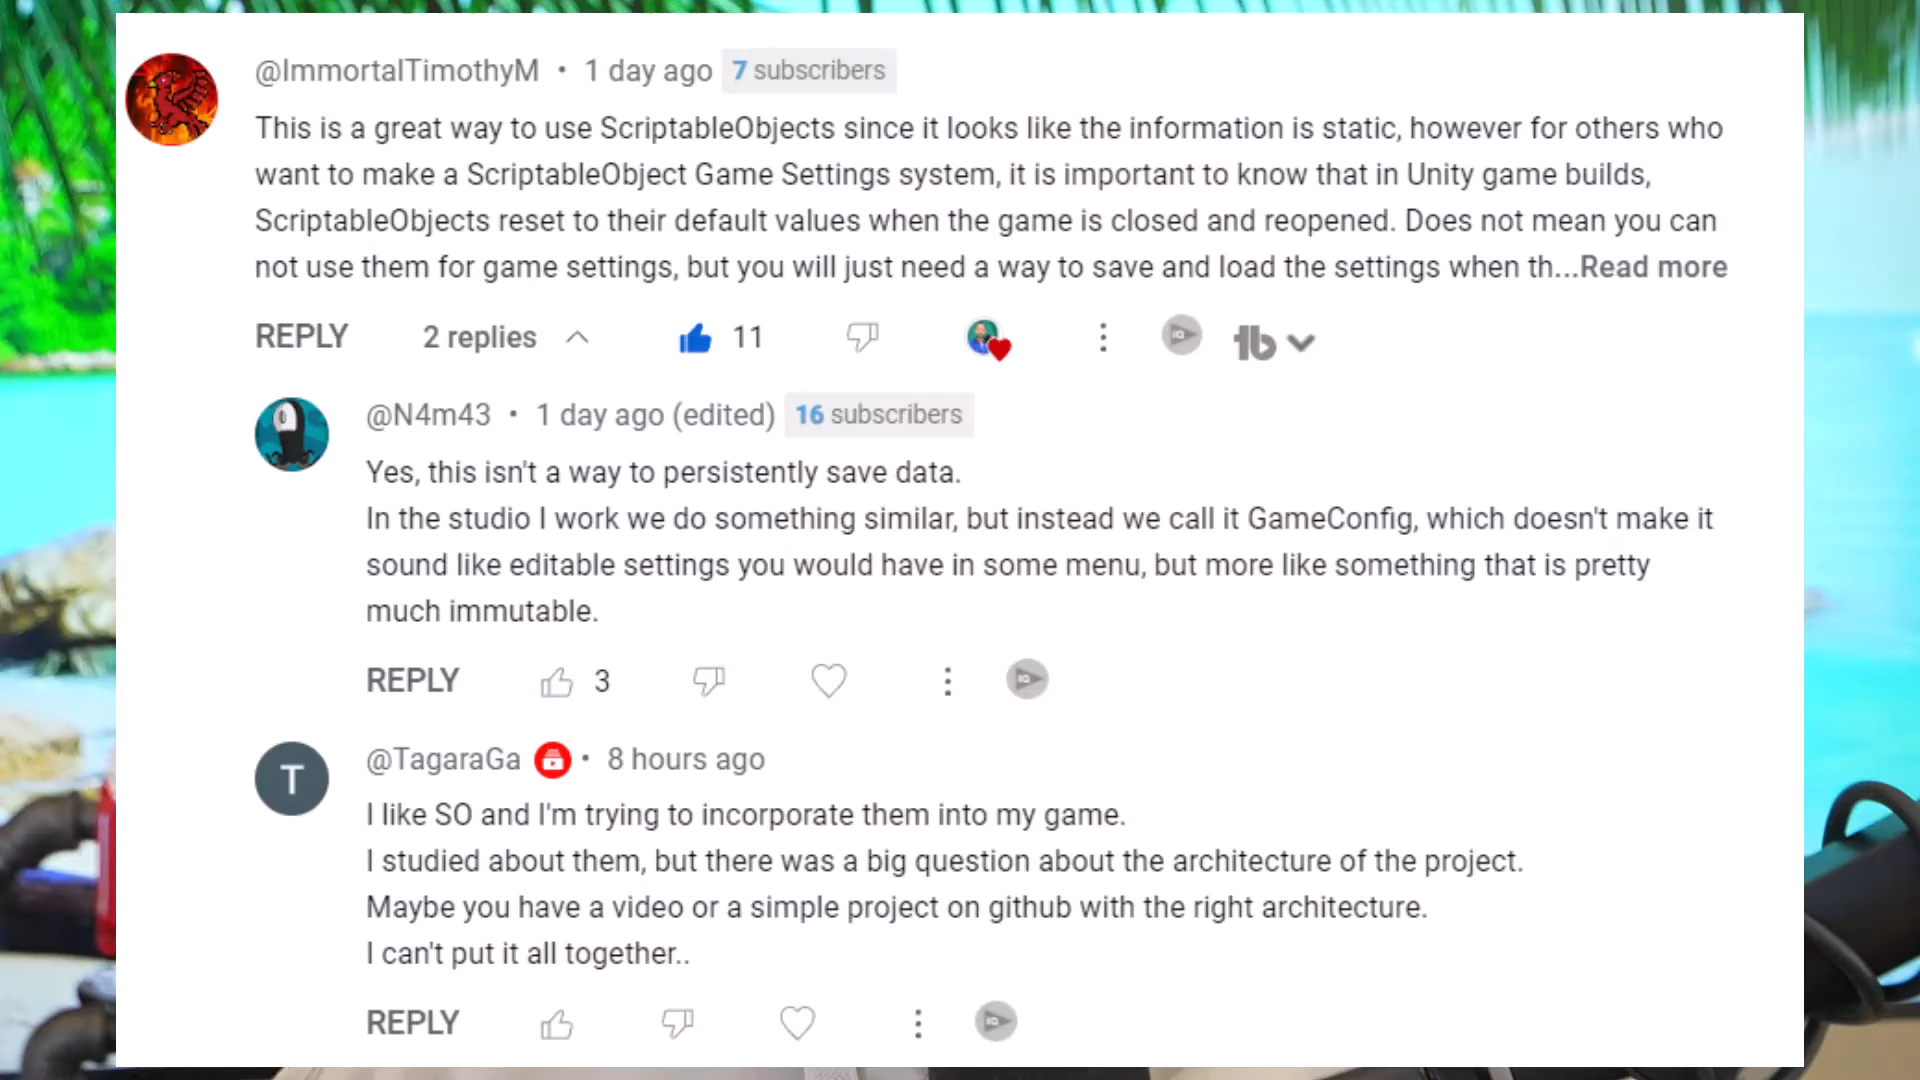 @ImmortalTimothyM • 1 day ago 7 subscribers
This is a great way to use ScriptableObjects since it looks like the information is static, however for others who
want to make a ScriptableObject Game Settings system, it is important to know that in Unity game builds,
ScriptableObjects reset to their default values when the game is closed and reopened. Does not mean you can
not use them for game settings, but you will just need a way to save and load the settings when th...Read more
REPLY 2 replies 11 IQ tb
@N4m43 • 1 day ago (edited) 16 subscribers
Yes, this isn't a way to persistently save data.
In the studio I work we do something similar, but instead we call it GameConfig, which doesn't make it
sound like editable settings you would have in some menu, but more like something that is pretty
much immutable.
REPLY 3 IQ
T @TagaraGa • 8 hours ago
I like SO and I'm trying to incorporate them into my game.
I studied about them, but there was a big question about the architecture of the project.
Maybe you have a video or a simple project on github with the right architecture.
I can't put it all together..
REPLY IQ